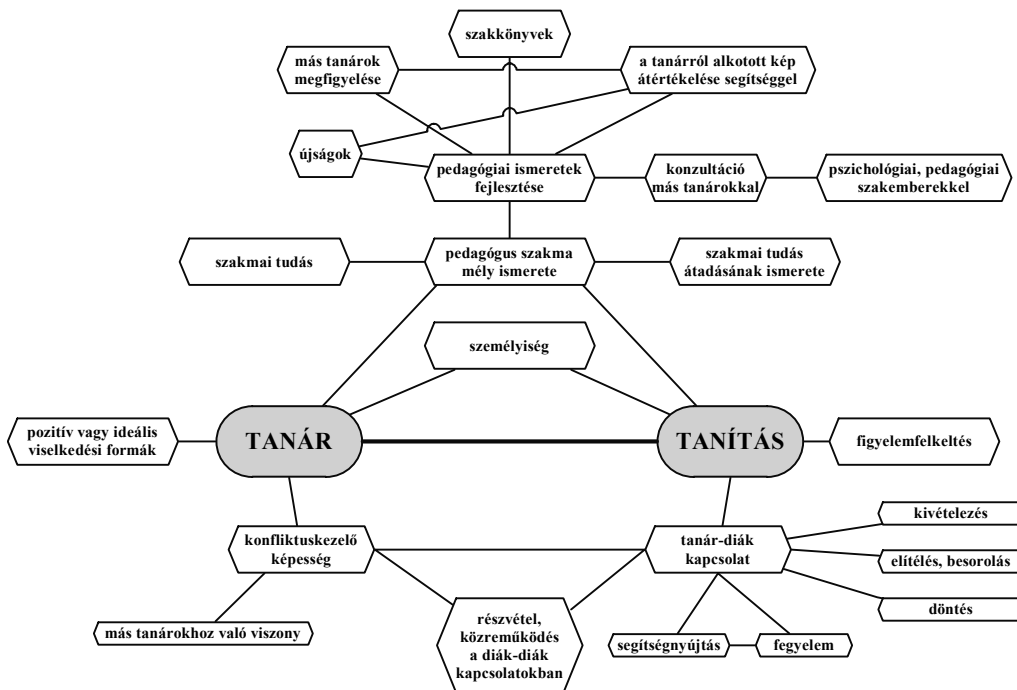 szakkönyvek
más tanárok
megfigyelése
a tanárról alkotott kép
átértékelése segítséggel
újságok
pedagógiai ismeretek
fejlesztése
konzultáció
más tanárokkal
pszichológiai, pedagógiai
szakemberekkel
szakmai tudás
pedagógus szakma
mély ismerete
szakmai tudás
átadásának ismerete
személyiség
pozitív vagy ideális
viselkedési formák
TANÁR
TANÍTÁS
figyelemfelkeltés
kivételezés
konfliktuskezelő
képesség
tanár-diák
kapcsolat
elítélés, besorolás
döntés
más tanárokhoz való viszony
részvétel,
közreműködés
a diák-diák
kapcsolatokban
segítségnyújtás
fegyelem